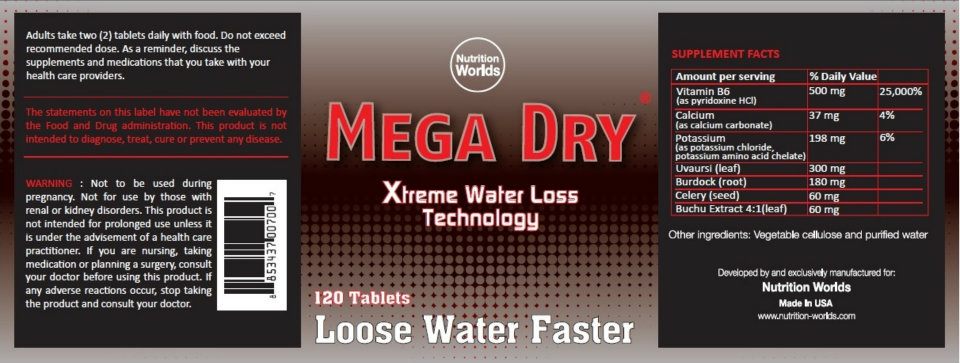 Adults take two (2) tablets daily with food. Do not exceed
recommended dose. As a reminder, discuss the
supplements and medications that you take with your
health care providers.
The statements on this label have not been evaluated by
the Food and Drug administration. This product is not
intended to diagnose, treat, cure or prevent any disease.
WARNING : Not to be used during
pregnancy. Not for use by those with
renal or kidney disorders. This product is
not intended for prolonged use unless it
is under the advisement of a health care
practitioner. If you are nursing, taking
medication or planning a surgery, consult
your doctor before using this product. If
any adverse reactions occur, stop taking
the product and consult your doctor.
8 53437 00700 7
Nutrition
Worlds
MEGA DRY®
Xtreme Water Loss
Technology
120 Tablets
Loose Water Faster
SUPPLEMENT FACTS
Amount per serving % Daily Value
Vitamin B6 500 mg 25,000%
(as pyridoxine HCl)
Calcium 37 mg 4%
(as calcium carbonate)
Potassium 198 mg 6%
(as potassium chloride,
potassium amino acid chelate)
Uvaursi (leaf) 300 mg
Burdock (root) 180 mg
Celery (seed) 60 mg
Buchu Extract 4:1(leaf) 60 mg
Other ingredients: Vegetable cellulose and purified water
Developed by and exclusively manufactured for:
Nutrition Worlds
Made In USA
www.nutrition-worlds.com